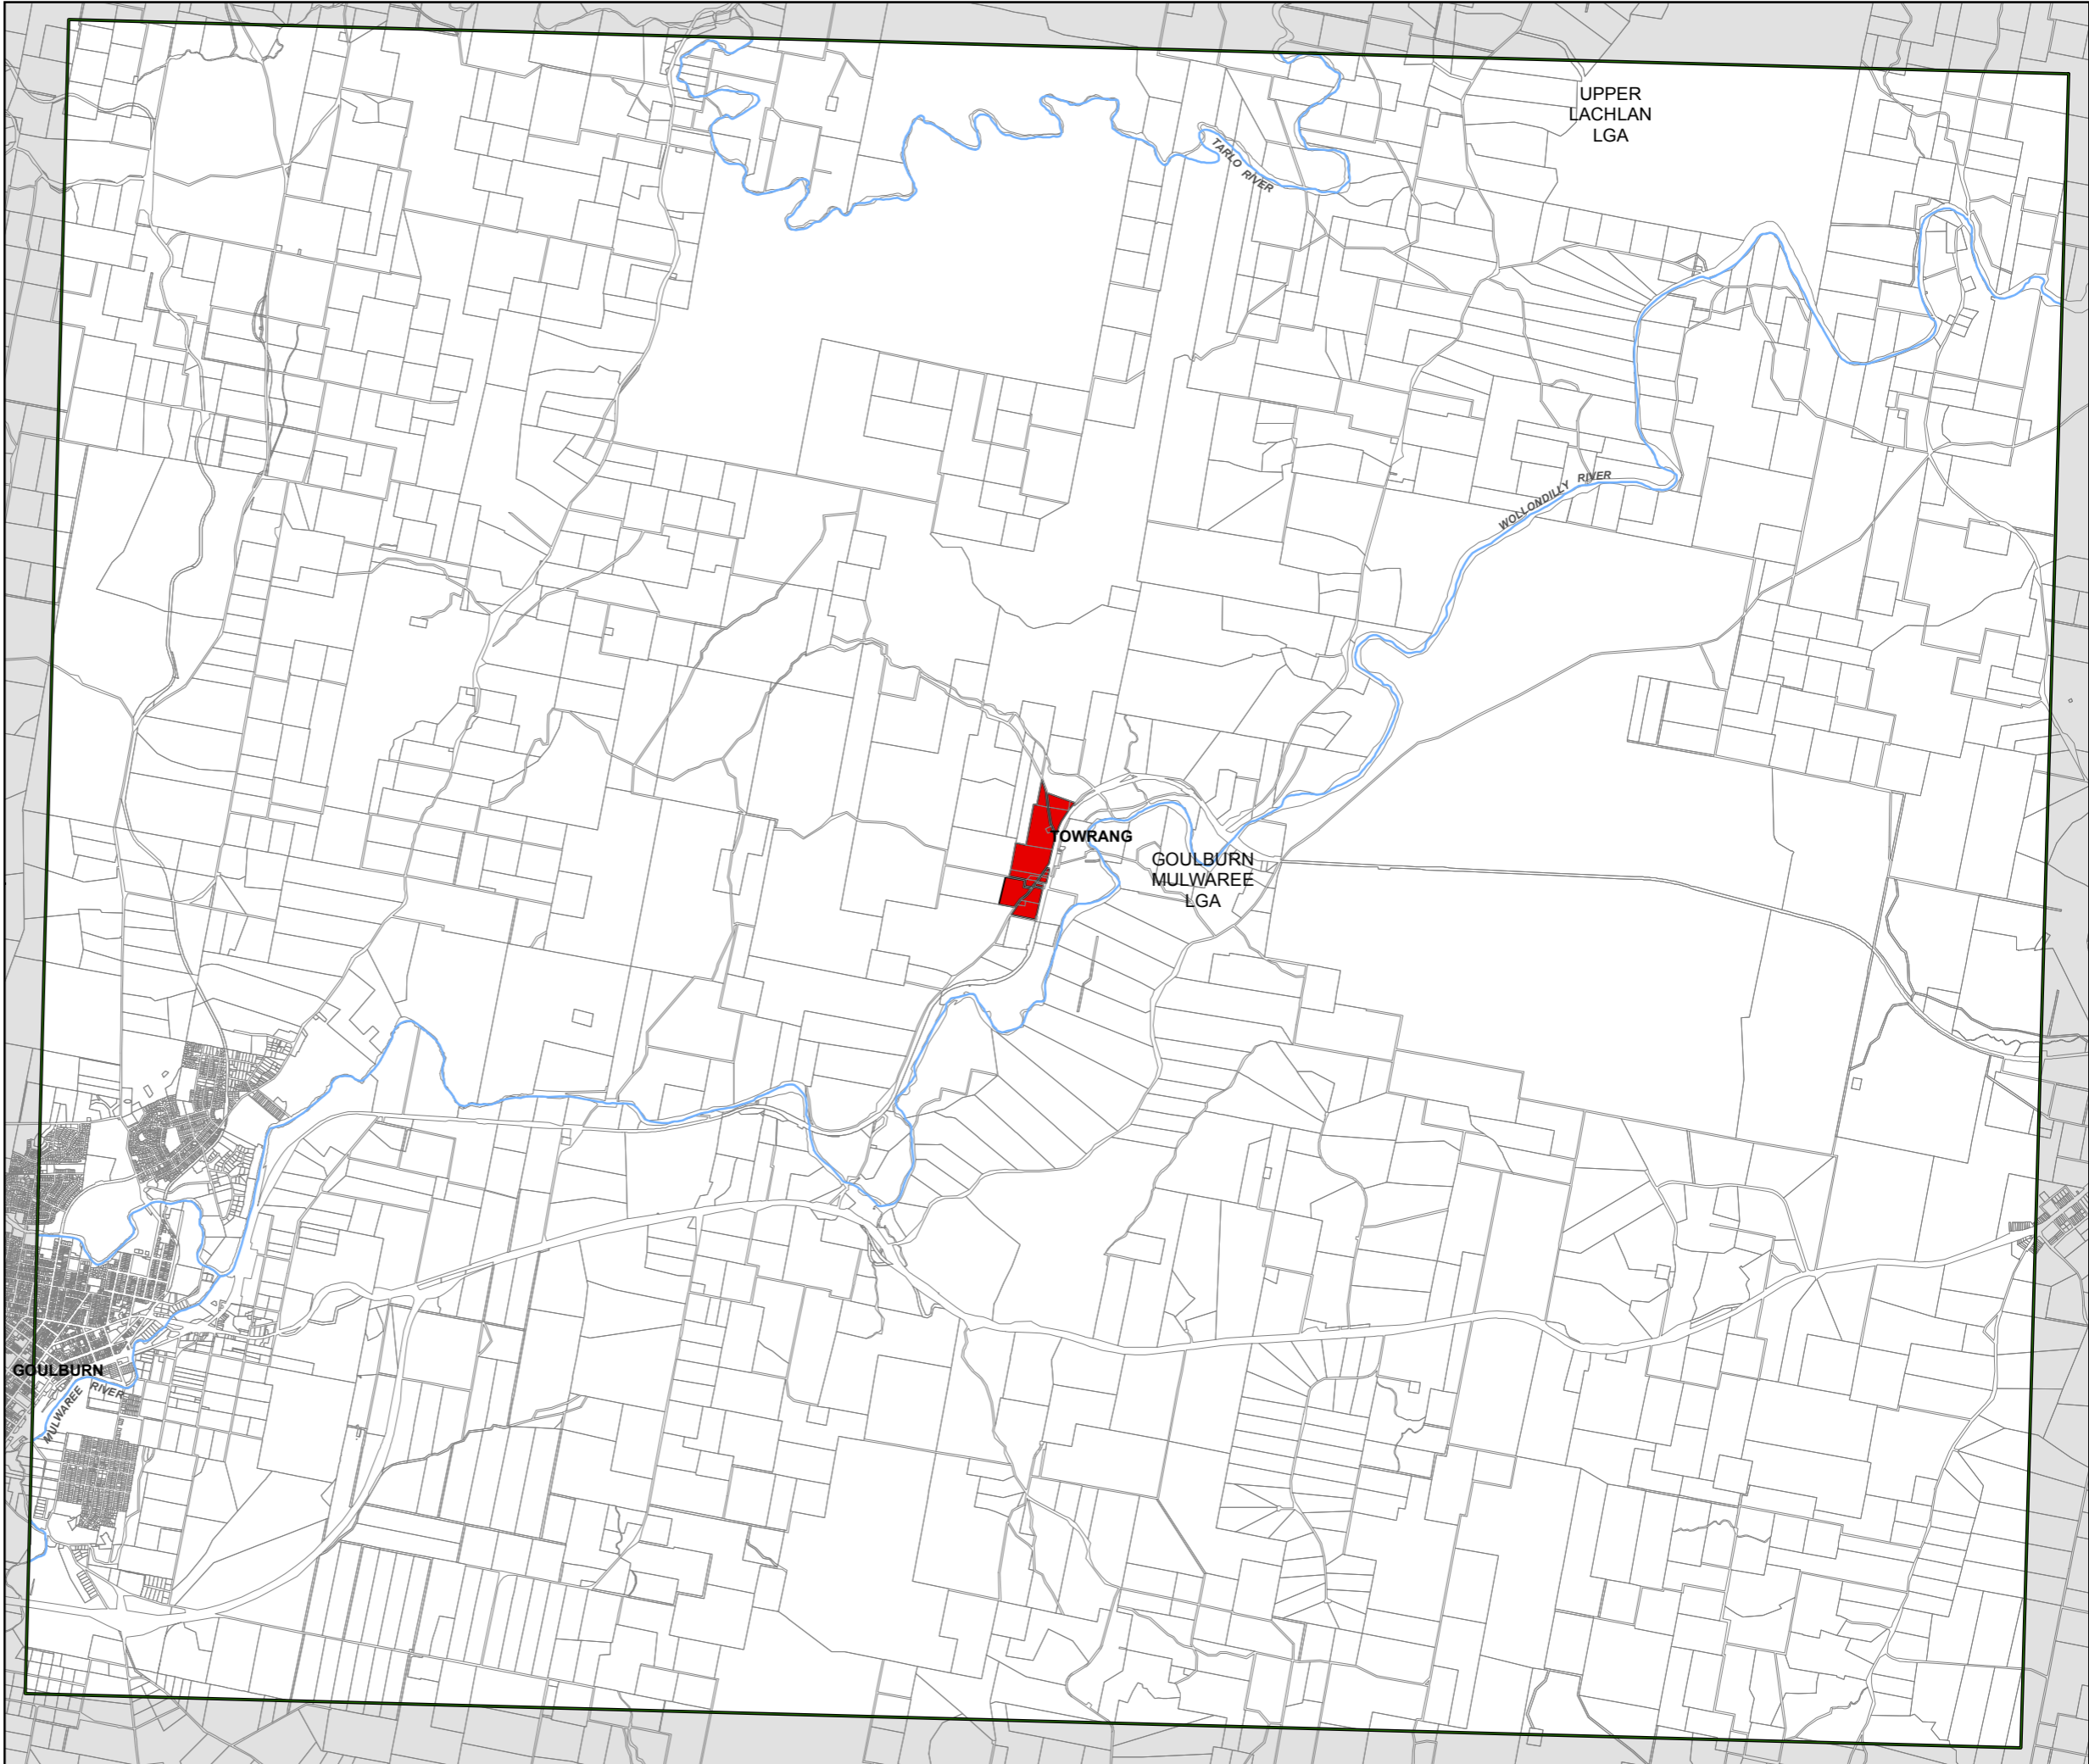 UPPER
LACHLAN
LGA
TARLO RIVER
WOLLONDILLY RIVER
TOWRANG
GOULBURN
MULWAREE
LGA
GOULBURN
MULWAREE RIVER